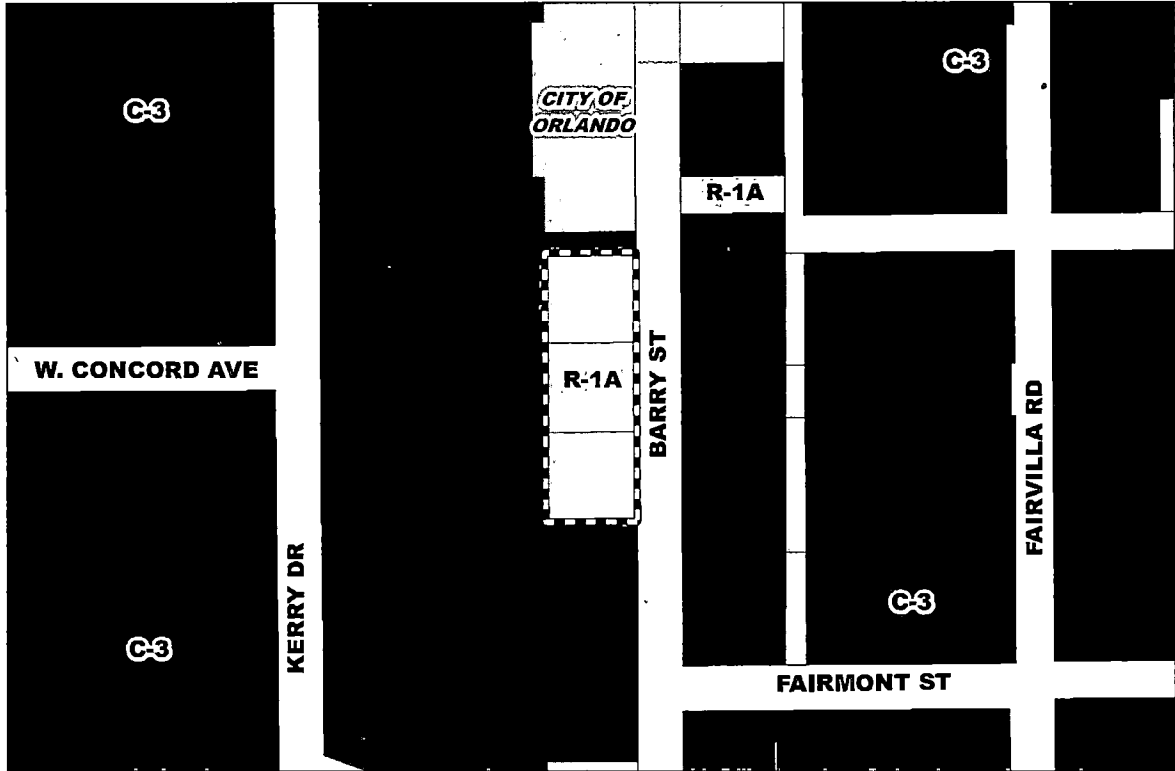 C-3
C-3
CITY OF
ORLANDO
R-1A
W. CONCORD AVE
R-1A
BARRY ST
FAIRVILLA RD
KERRY DR
C-3
C-3
FAIRMONT ST